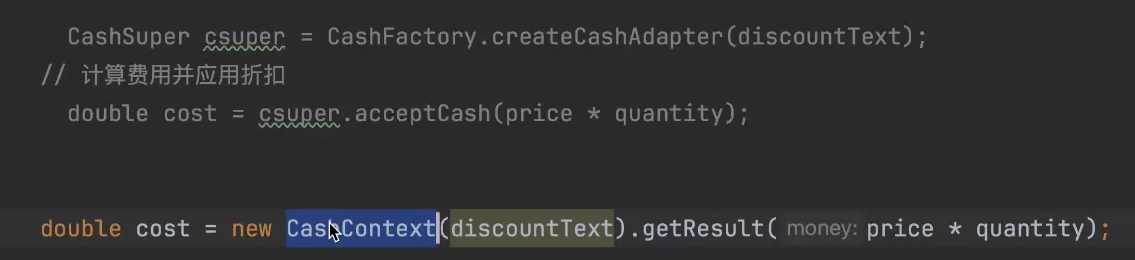 CashSuper csuper = CashFactory.createCashAdapter(discountText);
// 计算费用并应用折扣
double cost = csuper.acceptCash(price * quantity);
double cost = new CashContext(discountText).getResult( money: price * quantity);